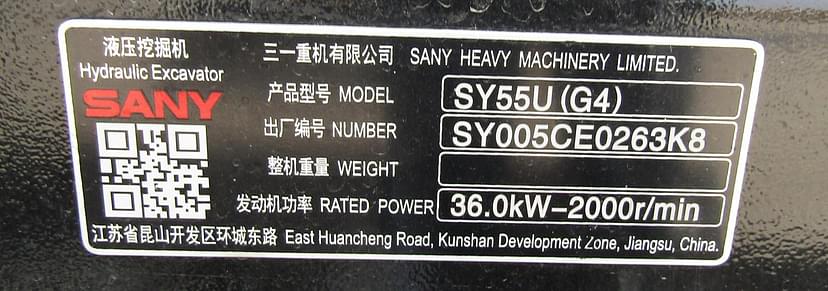 液压挖掘机
Hydraulic Excavator
SANY
三一重机有限公司 SANY HEAVY MACHINERY LIMITED.
产品型号 MODEL SY55U(G4)
出厂编号 NUMBER SY005CE0263K8
整机重量 WEIGHT
发动机功率 RATED POWER 36.0kW-2000r/min
江苏省昆山开发区环城东路 East Huancheng Road, Kunshan Development Zone, Jiangsu, China.